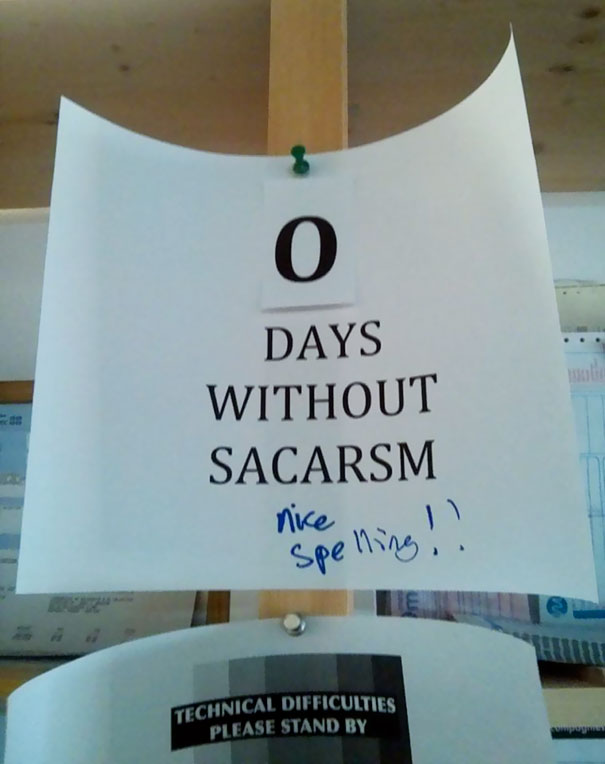 0
DAYS
WITHOUT
SACARSM
nice
spelling!!
TECHNICAL DIFFICULTIES
PLEASE STAND BY